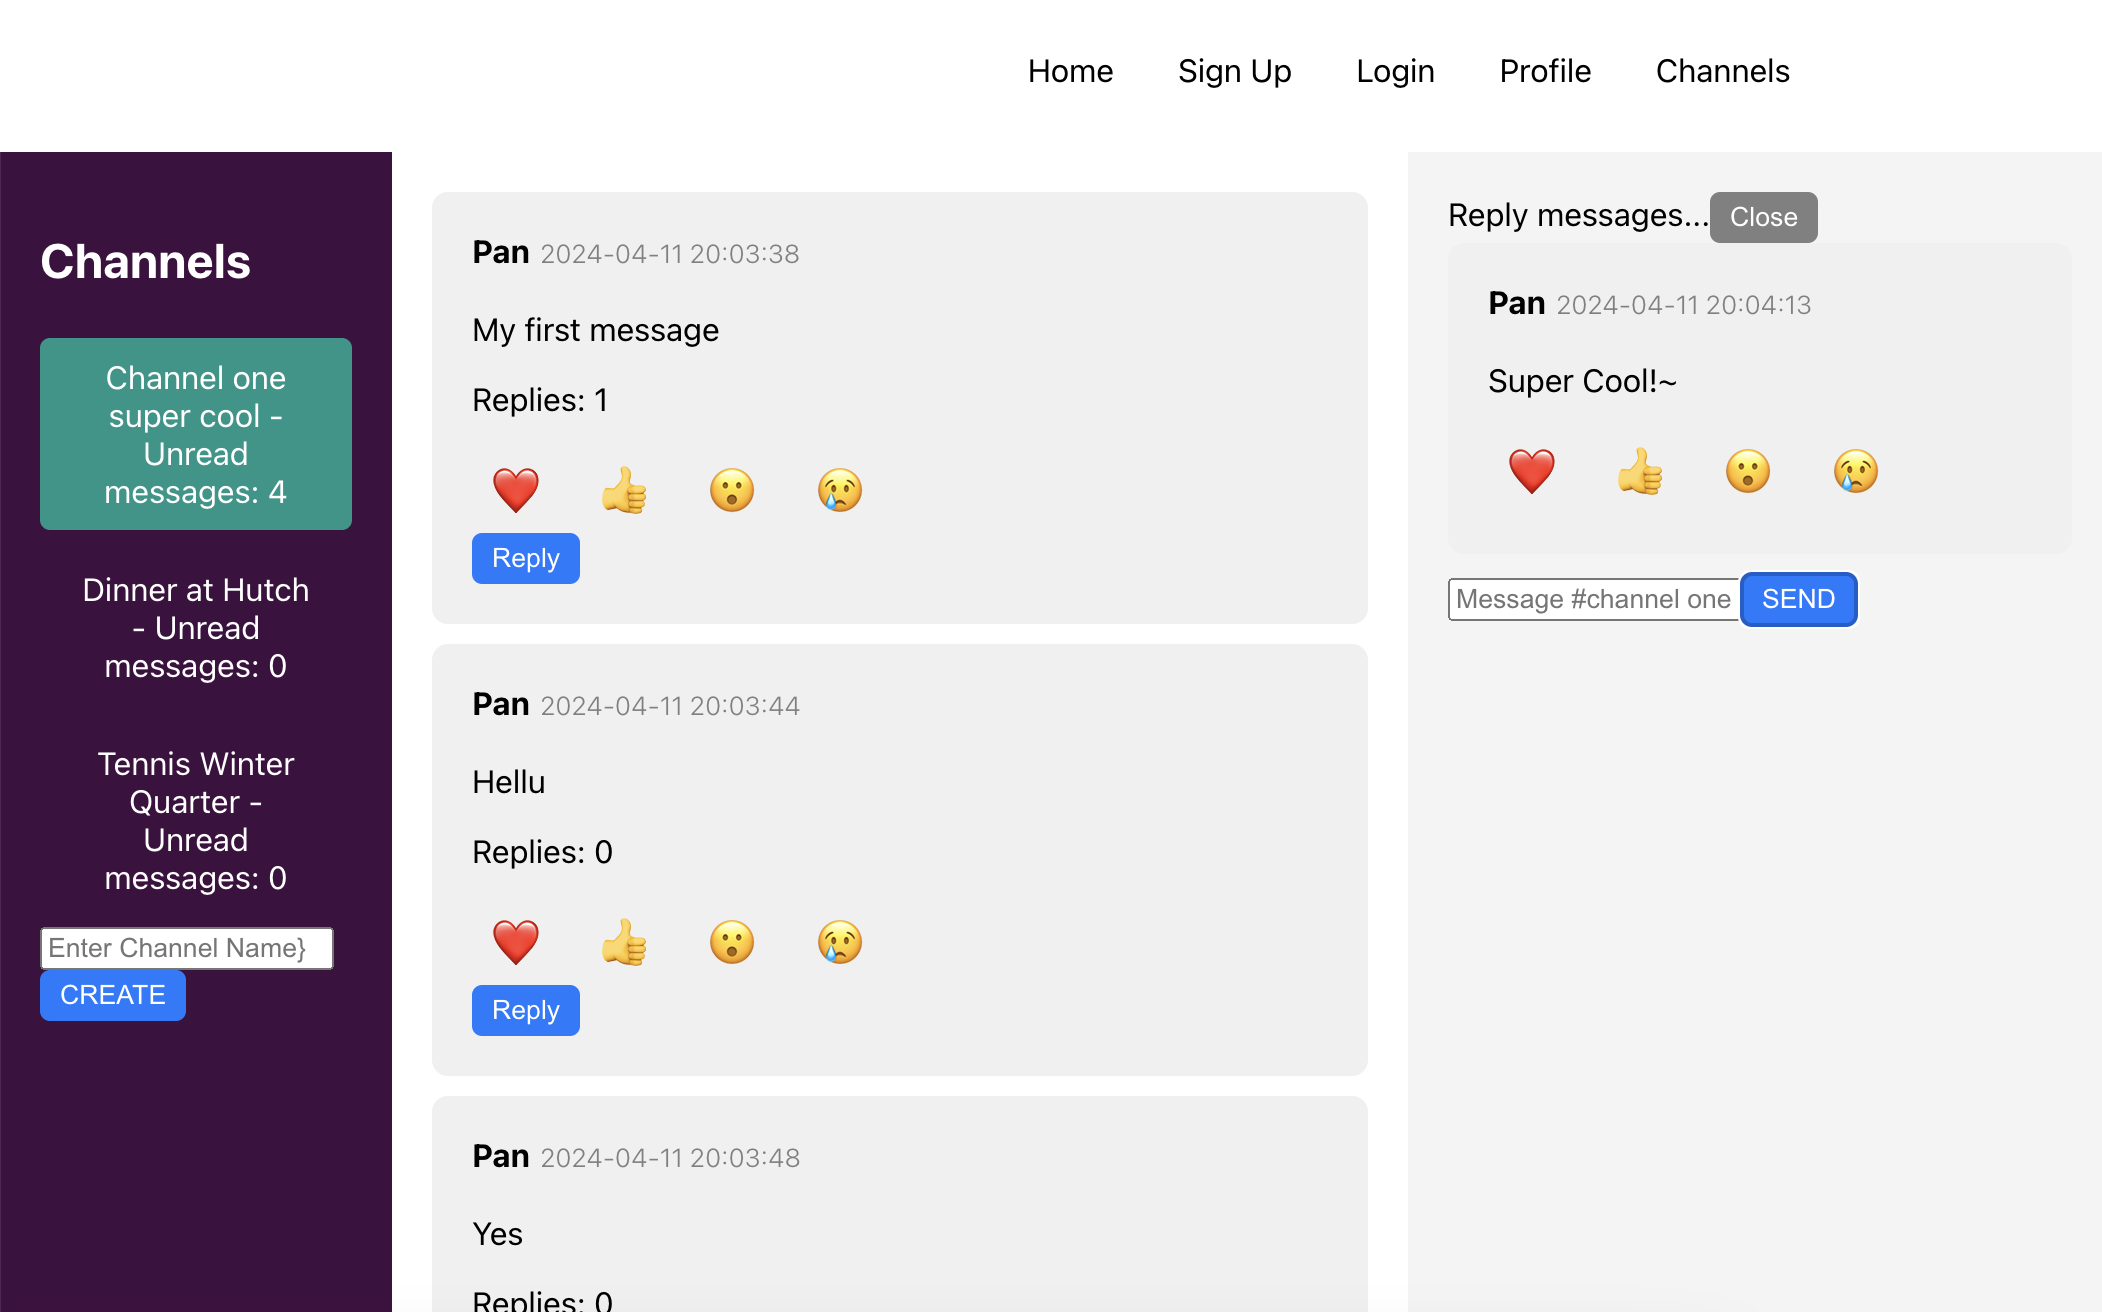 Home Sign Up Login Profile Channels
Channels
Channel one
super cool -
Unread
messages: 4
Dinner at Hutch
- Unread
messages: 0
Tennis Winter
Quarter -
Unread
messages: 0
Enter Channel Name}
CREATE
Pan 2024-04-11 20:03:38
My first message
Replies: 1
Reply
Pan 2024-04-11 20:03:44
Hellu
Replies: 0
Reply
Pan 2024-04-11 20:03:48
Yes
Replies: 0
Reply messages... Close
Pan 2024-04-11 20:04:13
Super Cool!~
Message #channel one SEND